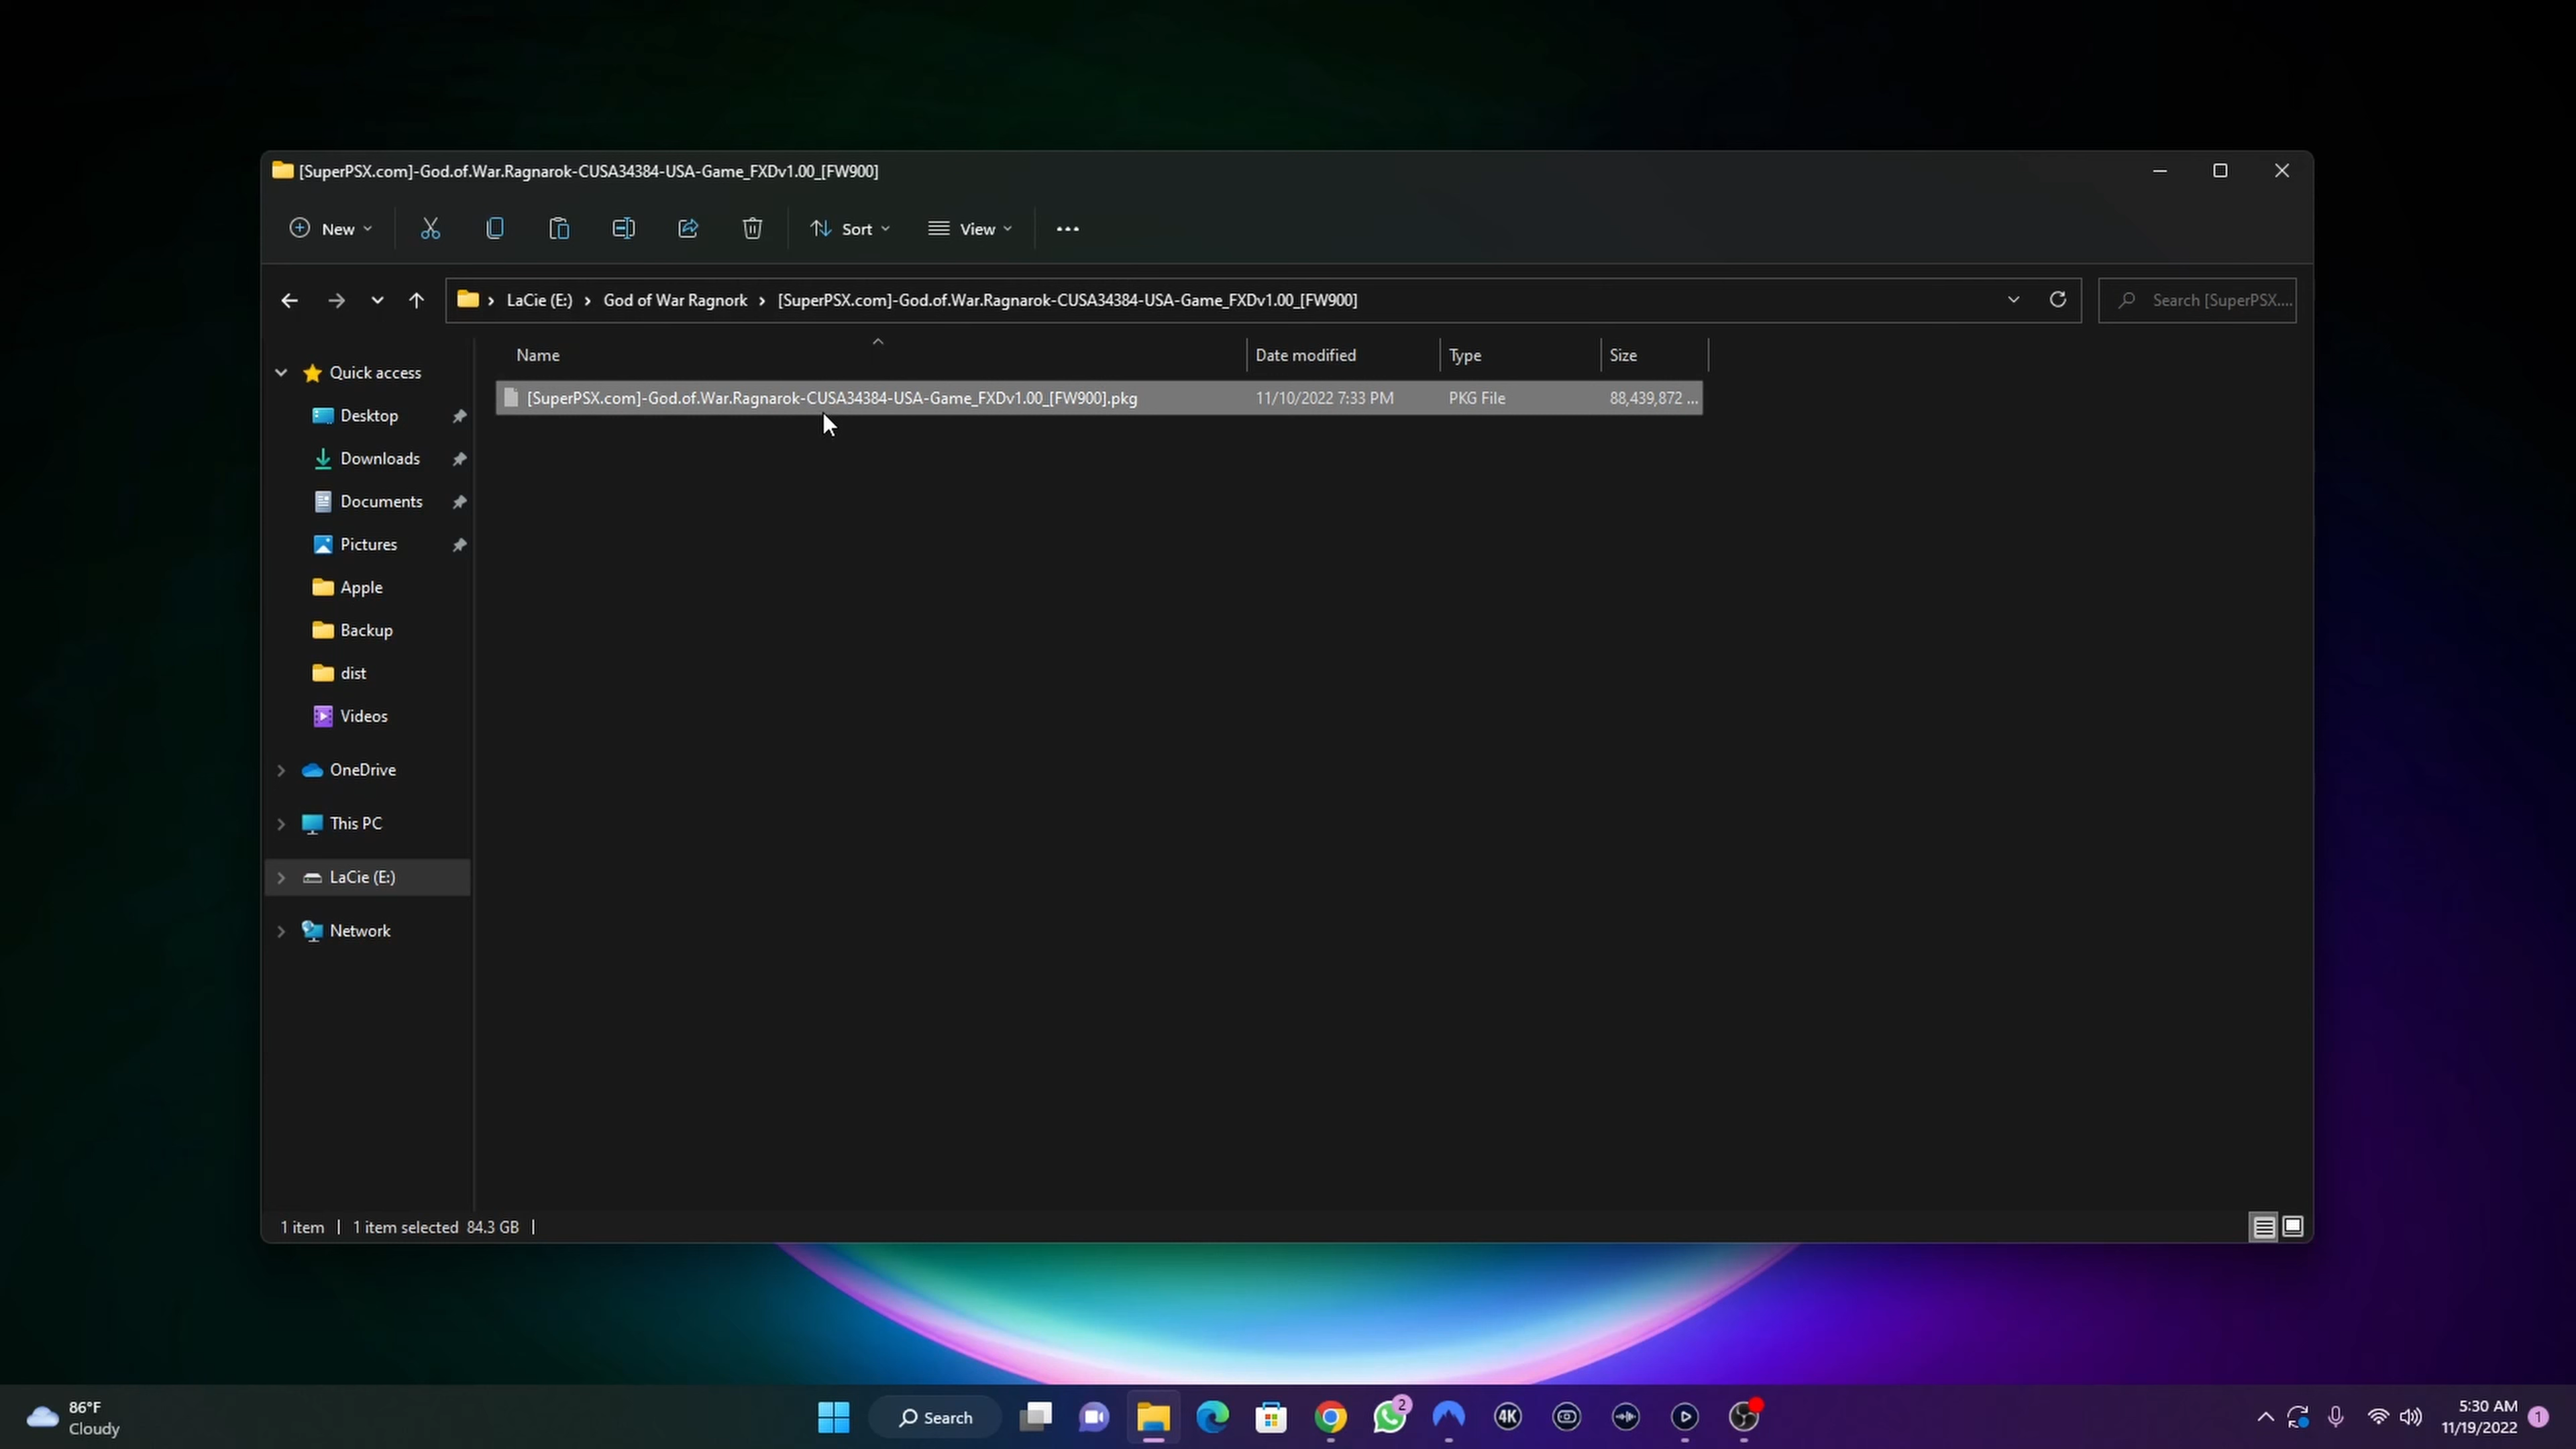 [SuperPSX.com]-God.of.War.Ragnarok-CUSA34384-USA-Game_FXDv1.00_[FW900]
New Sort View
LaCie (E:) God of War Ragnork [SuperPSX.com]-God.of.War.Ragnarok-CUSA34384-USA-Game_FXDv1.00_[FW900] Search [SuperPSX....
Name Date modified Type Size
[SuperPSX.com]-God.of.War.Ragnarok-CUSA34384-USA-Game_FXDv1.00_[FW900].pkg 11/10/2022 7:33 PM PKG File 88,439,872 ...
Quick access
Desktop
Downloads
Documents
Pictures
Apple
Backup
dist
Videos
OneDrive
This PC
LaCie (E:)
Network
1 item 1 item selected 84.3 GB
86°F
Cloudy
Search
2
4K
5:30 AM
11/19/2022
1